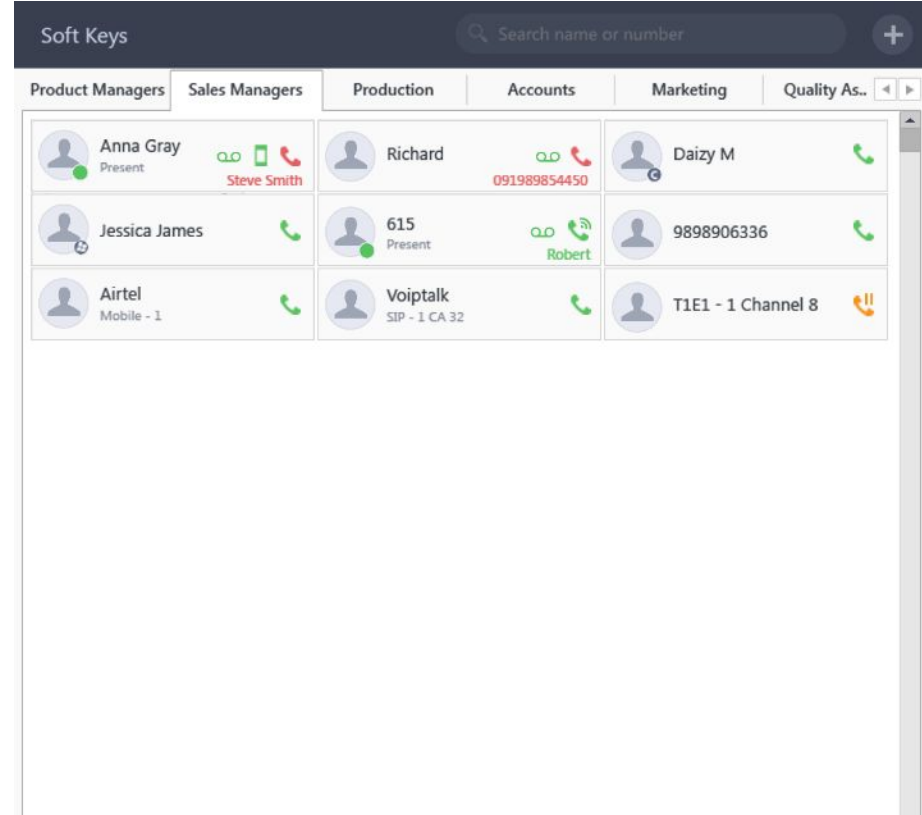 Soft Keys
Search name or number
Product Managers
Sales Managers
Production
Accounts
Marketing
Quality As..
Anna Gray
Present
Steve Smith
Richard
091989854450
Daizy M
C
Jessica James
615
Present
Robert
9898906336
Airtel
Mobile - 1
Voiptalk
SIP - 1 CA 32
T1E1 - 1 Channel 8